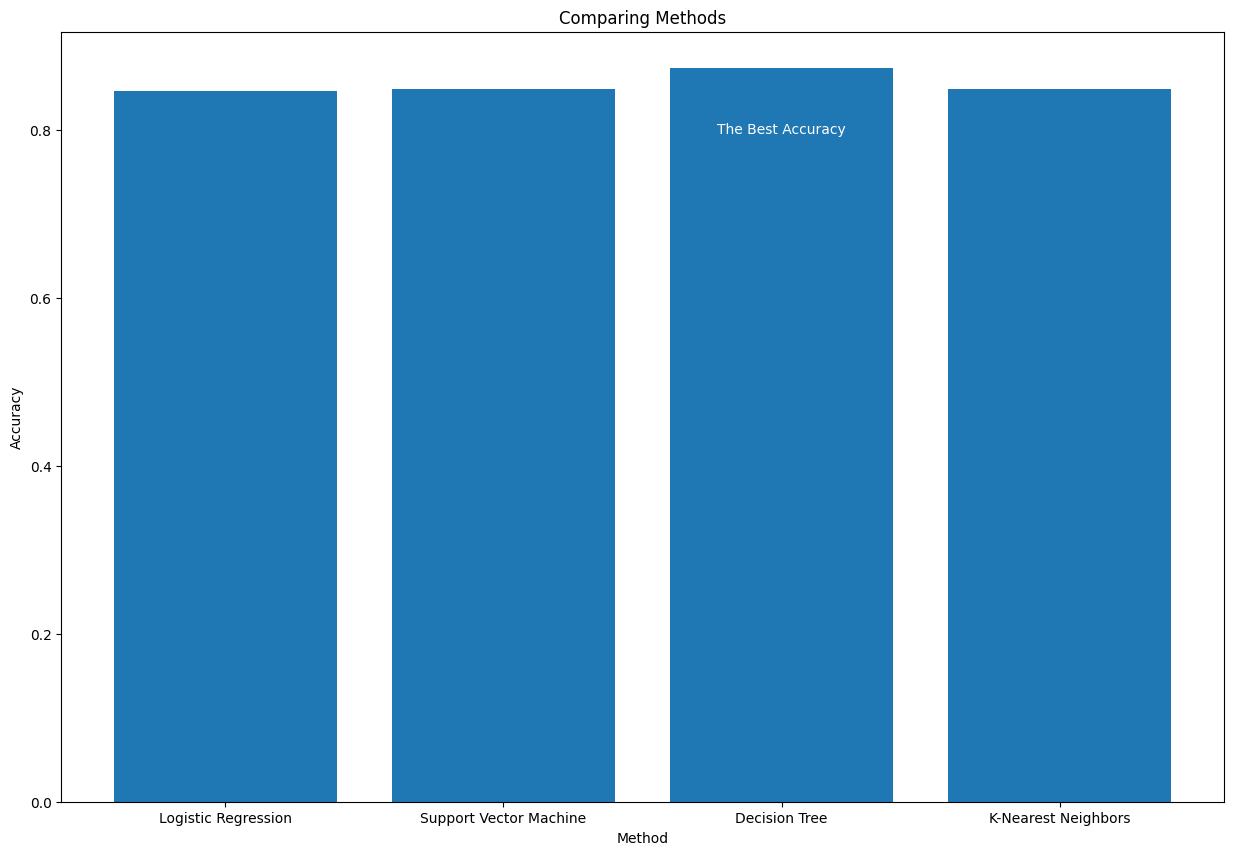 Comparing Methods
Accuracy
0.8
0.6
0.4
0.2
0.0
The Best Accuracy
Logistic Regression
Support Vector Machine
Decision Tree
K-Nearest Neighbors
Method